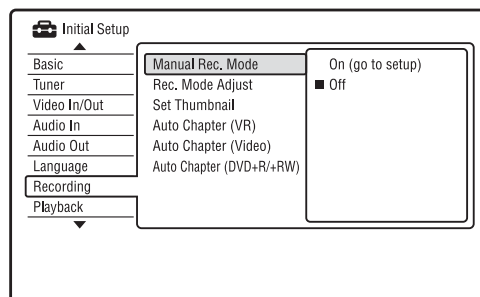 Initial Setup
Basic
Tuner
Video In/Out
Audio In
Audio Out
Language
Recording
Playback
Manual Rec. Mode
Rec. Mode Adjust
Set Thumbnail
Auto Chapter (VR)
Auto Chapter (Video)
Auto Chapter (DVD+R/+RW)
On (go to setup)
Off